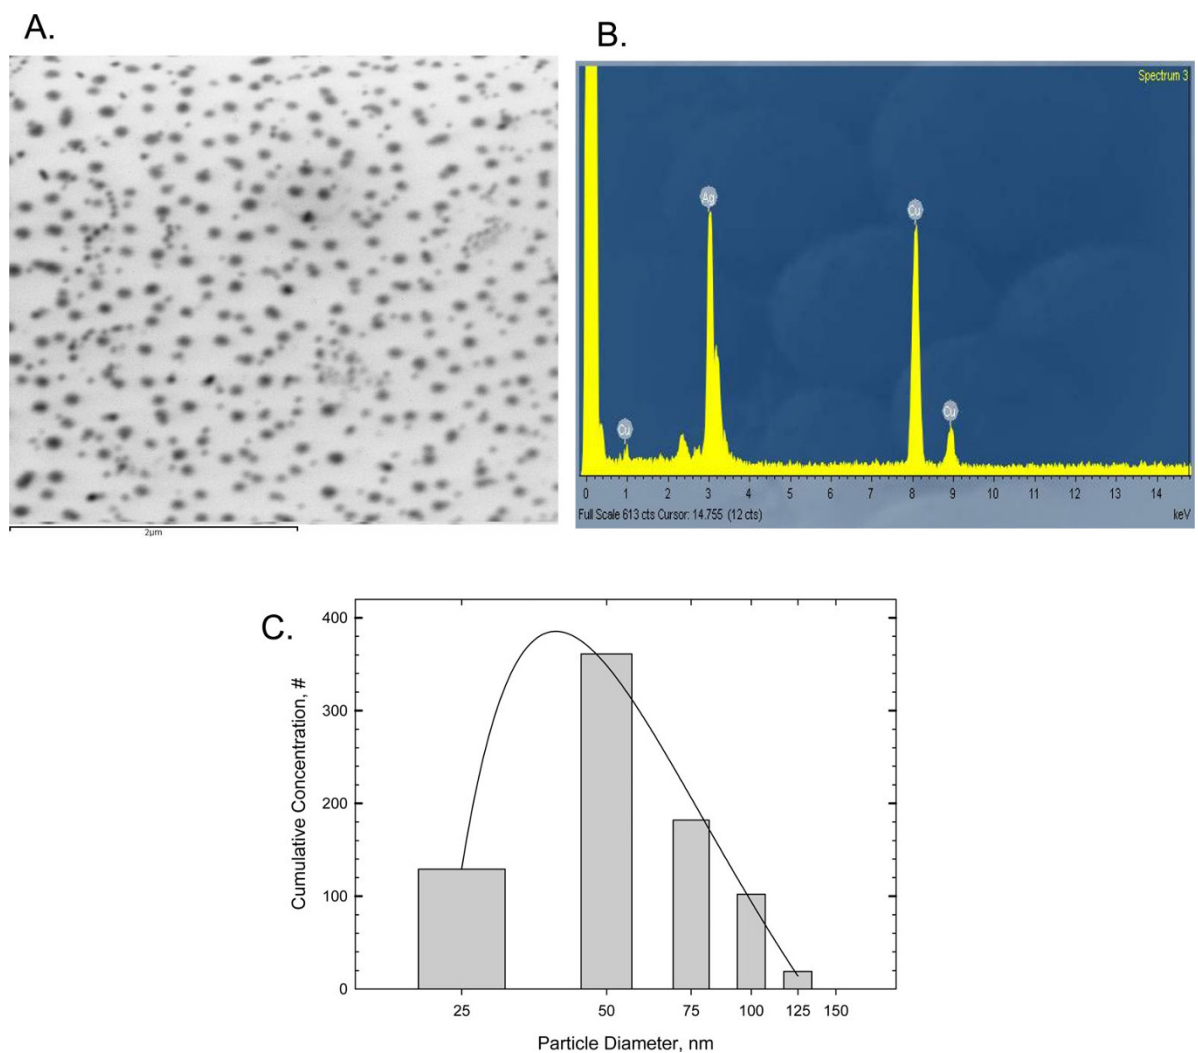 A.
B.
2µm
Spectrum 3
Ag
Cu
Cu
Cu
0 1 2 3 4 5 6 7 8 9 10 11 12 13 14
Full Scale 613 cts Cursor: 14.755 (12 cts)
keV
C.
Cumulative Concentration, #
400
300
200
100
0
25 50 75 100 125 150
Particle Diameter, nm